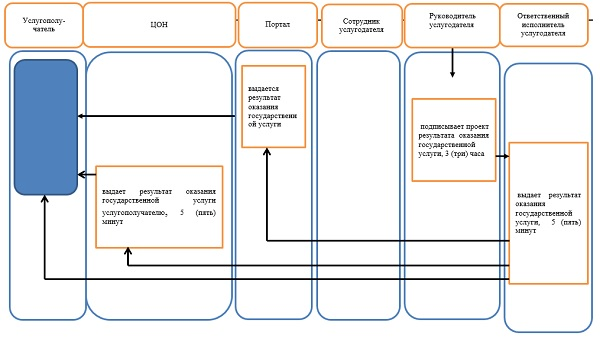 Услугополу-
чатель
ЦОН
Портал
Сотрудник
услугодателя
Руководитель
услугодателя
Ответственный
исполнитель
услугодателя
выдается
результат
оказания
государственн
ой услуги
подписывает проект
результата оказания
государственной
услуги, 3 (три) часа
выдает результат оказания
государственной услуги
услугополучателю, 5 (пять)
минут
выдает результат
оказания
государственной
услуги, 5 (пять)
минут